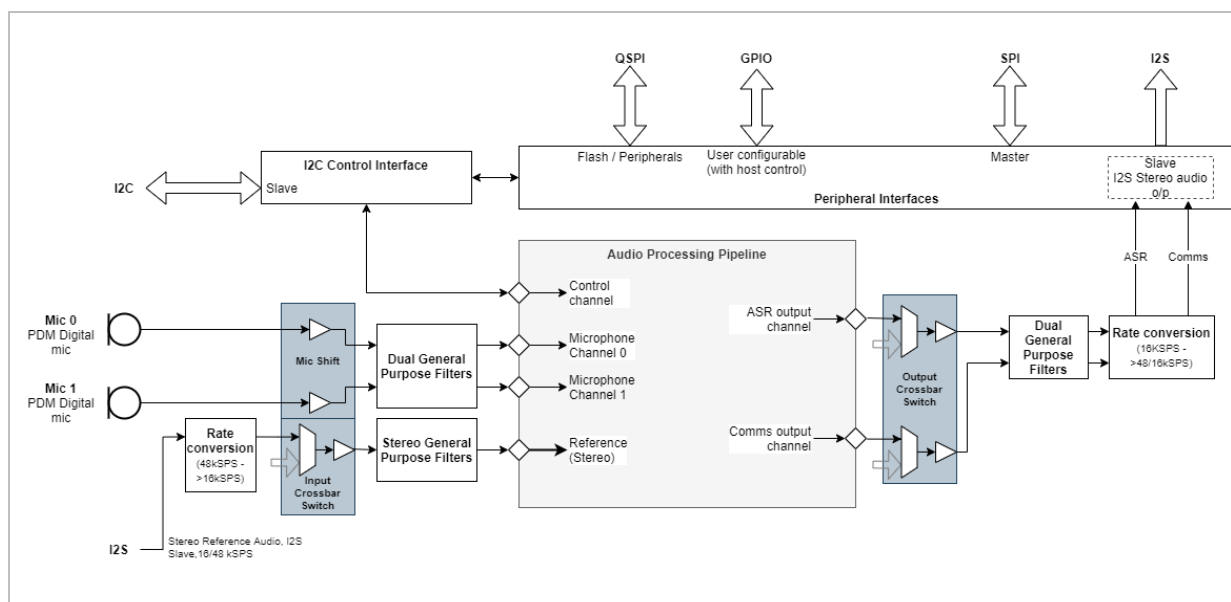 QSPI
GPIO
SPI
I2S
I2C Control Interface
Flash / Peripherals
User configurable
(with host control)
Master
Slave
I2S Stereo audio
o/p
I2C
Slave
Peripheral Interfaces
Audio Processing Pipeline
ASR
Comms
Control
channel
Mic 0
PDM Digital
mic
Mic Shift
Dual General
Purpose Filters
Microphone
Channel 0
Microphone
Channel 1
ASR output
channel
Output
Crossbar
Switch
Dual
General
Purpose
Filters
Rate conversion
(16KSPS -
>48/16kSPS)
Mic 1
PDM Digital
mic
Rate
conversion
(48kSPS -
>16kSPS)
Input
Crossbar
Switch
Stereo General
Purpose Filters
Reference
(Stereo)
Comms output
channel
I2S
Stereo Reference Audio, I2S
Slave,16/48 kSPS